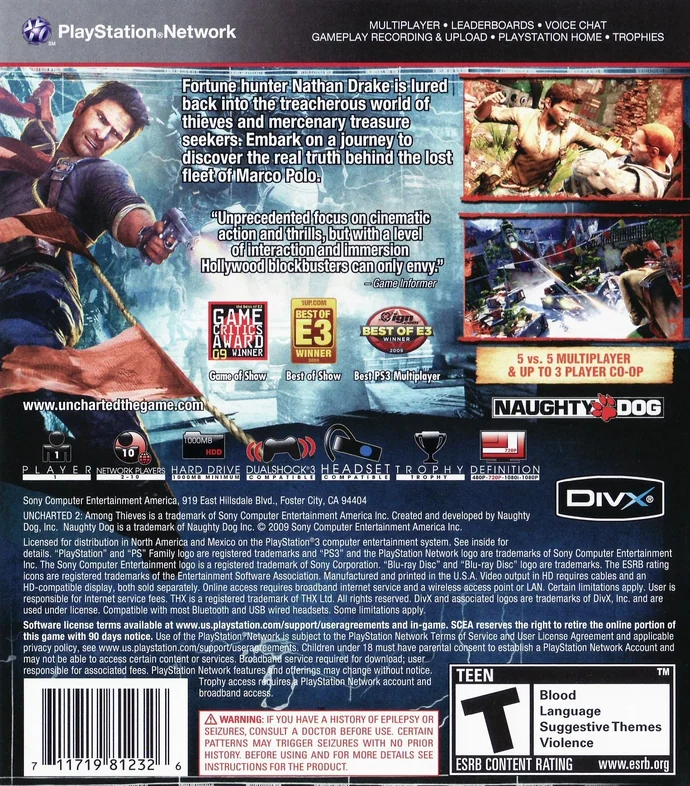 PlayStation®Network
SM
MULTIPLAYER • LEADERBOARDS • VOICE CHAT
GAMEPLAY RECORDING & UPLOAD • PLAYSTATION HOME • TROPHIES
Fortune hunter Nathan Drake is lured
back into the treacherous world of
thieves and mercenary treasure
seekers. Embark on a journey to
discover the real truth behind the lost
fleet of Marco Polo.
“Unprecedented focus on cinematic
action and thrills, but with a level
of interaction and immersion
Hollywood blockbusters can only envy.”
– Game Informer
the Best of E3
GAME
CRITICS
AWARD
09 WINNER
Game of Show
1UP.COM
BEST OF
E3
WINNER
2009
Best of Show
ign
BEST OF E3
WINNER
2009
Best PS3 Multiplayer
5 vs. 5 MULTIPLAYER
& UP TO 3 PLAYER CO-OP
www.unchartedthegame.com
NAUGHTY DOG
1
PLAYER
1
10
NETWORK PLAYERS
2-10
1000MB
HDD
HARD DRIVE
1000MB MINIMUM
DUALSHOCK®3
COMPATIBLE
HEADSET
COMPATIBLE
TROPHY
TROPHY
720P
DEFINITION
480P•720P•1080i•1080P
DIVX®
Sony Computer Entertainment America, 919 East Hillsdale Blvd., Foster City, CA 94404
UNCHARTED 2: Among Thieves is a trademark of Sony Computer Entertainment America Inc. Created and developed by Naughty
Dog, Inc. Naughty Dog is a trademark of Naughty Dog Inc. © 2009 Sony Computer Entertainment America Inc.
Licensed for distribution in North America and Mexico on the PlayStation®3 computer entertainment system. See inside for
details. “PlayStation” and “PS” Family logo are registered trademarks and “PS3” and the PlayStation Network logo are trademarks of Sony Computer Entertainment
Inc. The Sony Computer Entertainment logo is a registered trademark of Sony Corporation. “Blu-ray Disc” and “Blu-ray Disc” logo are trademarks. The ESRB rating
icons are registered trademarks of the Entertainment Software Association. Manufactured and printed in the U.S.A. Video output in HD requires cables and an
HD-compatible display, both sold separately. Online access requires broadband internet service and a wireless access point or LAN. Certain limitations apply. User is
responsible for Internet service fees. THX is a registered trademark of THX Ltd. All rights reserved. DivX and associated logos are trademarks of DivX, Inc. and are
used under license. Compatible with most Bluetooth and USB wired headsets. Some limitations apply.
Software license terms available at www.us.playstation.com/support/useragreements and in-game. SCEA reserves the right to retire the online portion of
this game with 90 days notice. Use of the PlayStation®Network is subject to the PlayStation Network Terms of Service and User License Agreement and applicable
privacy policy, see www.us.playstation.com/support/useragreements. Children under 18 must have parental consent to establish a PlayStation Network Account and
may not be able to access certain content or services. Broadband service required for download; user
responsible for associated fees. PlayStation Network features and offerings may change without notice.
Trophy access requires a PlayStation Network account and
broadband access.
7 11719 81232 6
WARNING: IF YOU HAVE A HISTORY OF EPILEPSY OR
SEIZURES, CONSULT A DOCTOR BEFORE USE. CERTAIN
PATTERNS MAY TRIGGER SEIZURES WITH NO PRIOR
HISTORY. BEFORE USING AND FOR MORE DETAILS SEE
INSTRUCTIONS FOR THE PRODUCT.
TEEN
TM
T
Blood
Language
Suggestive Themes
Violence
ESRB CONTENT RATING www.esrb.org